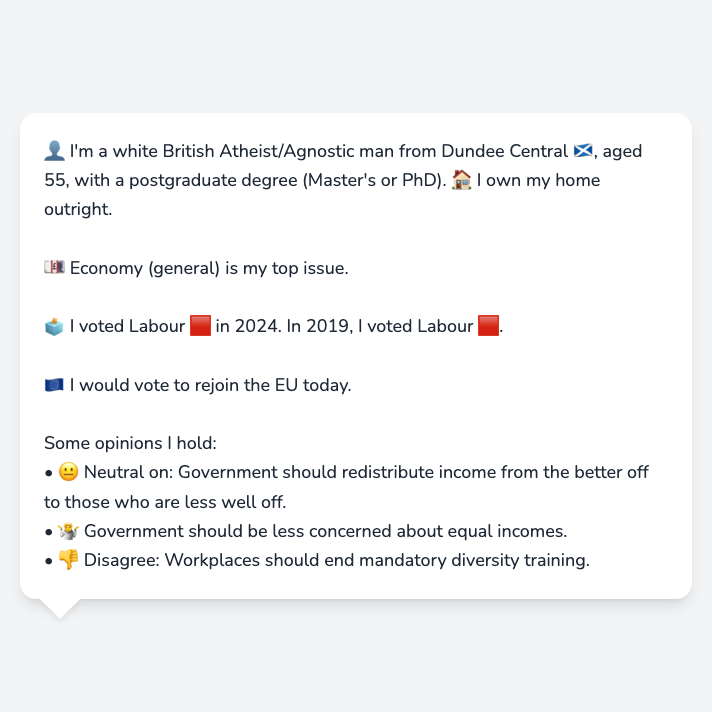 👤 I'm a white British Atheist/Agnostic man from Dundee Central 🏴󠁧󠁢󠁳󠁣󠁴󠁿, aged
55, with a postgraduate degree (Master's or PhD). 🏠 I own my home
outright.
💷 Economy (general) is my top issue.
🗳️ I voted Labour 🟥 in 2024. In 2019, I voted Labour 🟥.
🇪🇺 I would vote to rejoin the EU today.
Some opinions I hold:
• 😐 Neutral on: Government should redistribute income from the better off
to those who are less well off.
• 🤷 Government should be less concerned about equal incomes.
• 👎 Disagree: Workplaces should end mandatory diversity training.